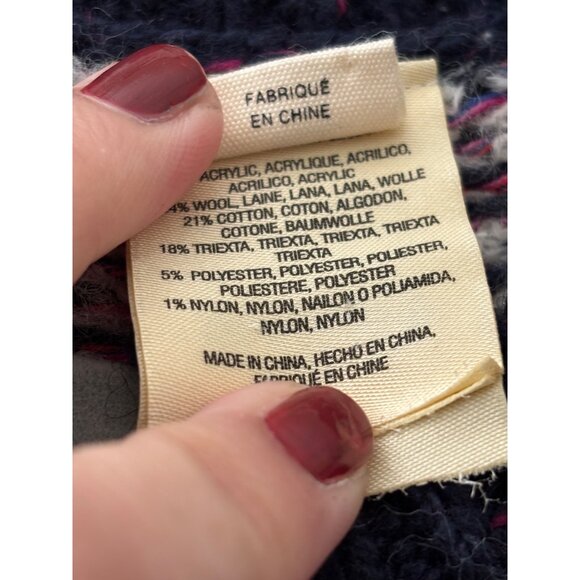 FABRIQUÉ
EN CHINE
ACRYLIC, ACRYLIQUE, ACRILICO,
ACRILICO, ACRYLIC
4% WOOL, LAINE, LANA, LANA, WOLLE
21% COTTON, COTON, ALGODON,
COTONE, BAUMWOLLE
18% TRIEXTA, TRIEXTA, TRIEXTA, TRIEXTA
TRIEXTA
5% POLYESTER, POLYESTER, POLIESTER,
POLIESTERE, POLYESTER
1% NYLON, NYLON, NAILON O POLIAMIDA,
NYLON, NYLON
MADE IN CHINA, HECHO EN CHINA,
FABRIQUÉ EN CHINE